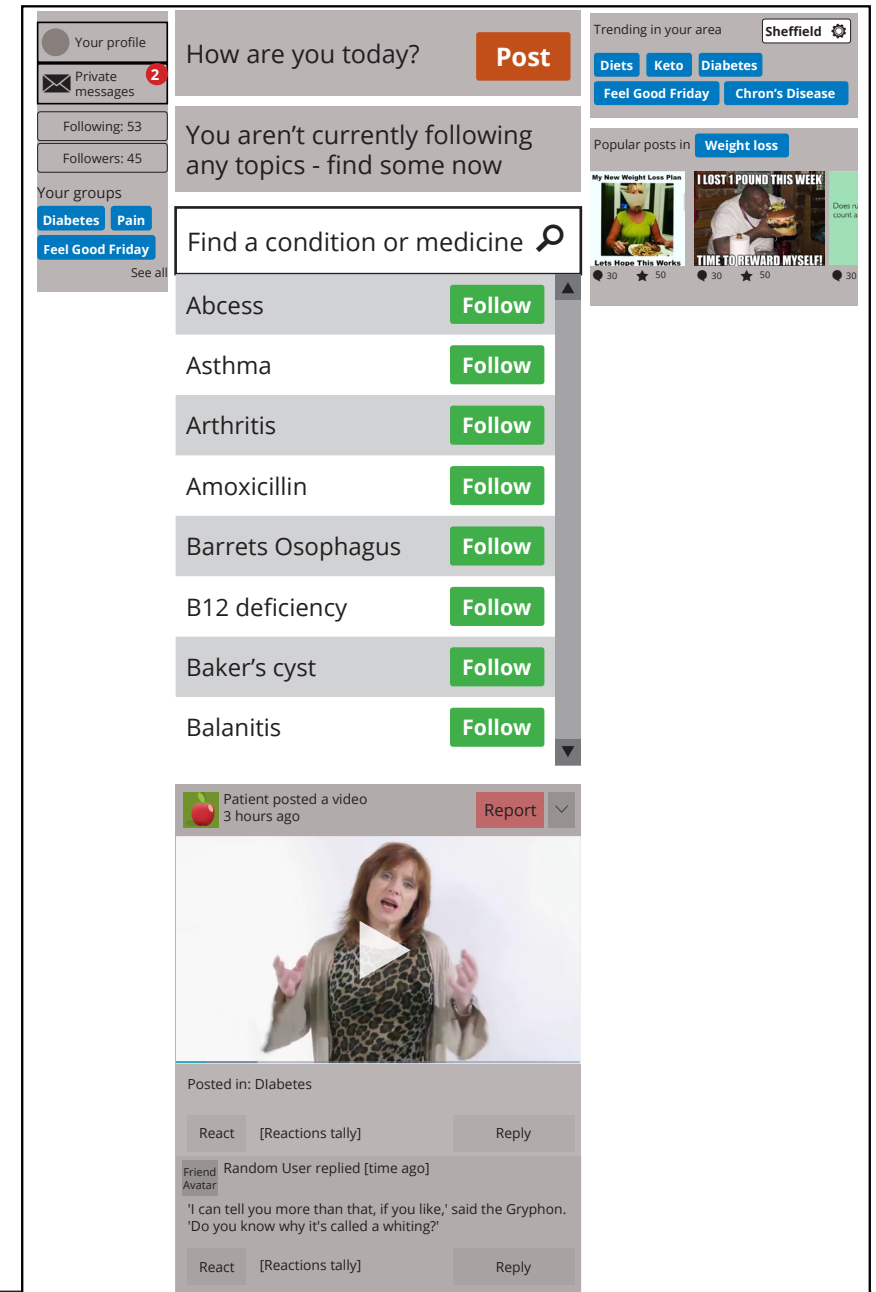 Your profile
Private
messages
2
Following: 53
Followers: 45
Your groups
Diabetes Pain
Feel Good Friday
See all
How are you today?
Post
You aren't currently following
any topics - find some now
Find a condition or medicine
Abcess Follow
Asthma Follow
Arthritis Follow
Amoxicillin Follow
Barrets Osophagus Follow
B12 deficiency Follow
Baker's cyst Follow
Balanitis Follow
Patient posted a video
3 hours ago
Report
Posted in: DIabetes
React [Reactions tally] Reply
Friend
Avatar
Random User replied [time ago]
'I can tell you more than that, if you like,' said the Gryphon.
'Do you know why it's called a whiting?'
React [Reactions tally] Reply
Trending in your area Sheffield
Diets Keto Diabetes
Feel Good Friday Chron's Disease
Popular posts in Weight loss
My New Weight Loss Plan
Lets Hope This Works
I LOST 1 POUND THIS WEEK
TIME TO REWARD MYSELF!
Does
count
30 50 30 50 30